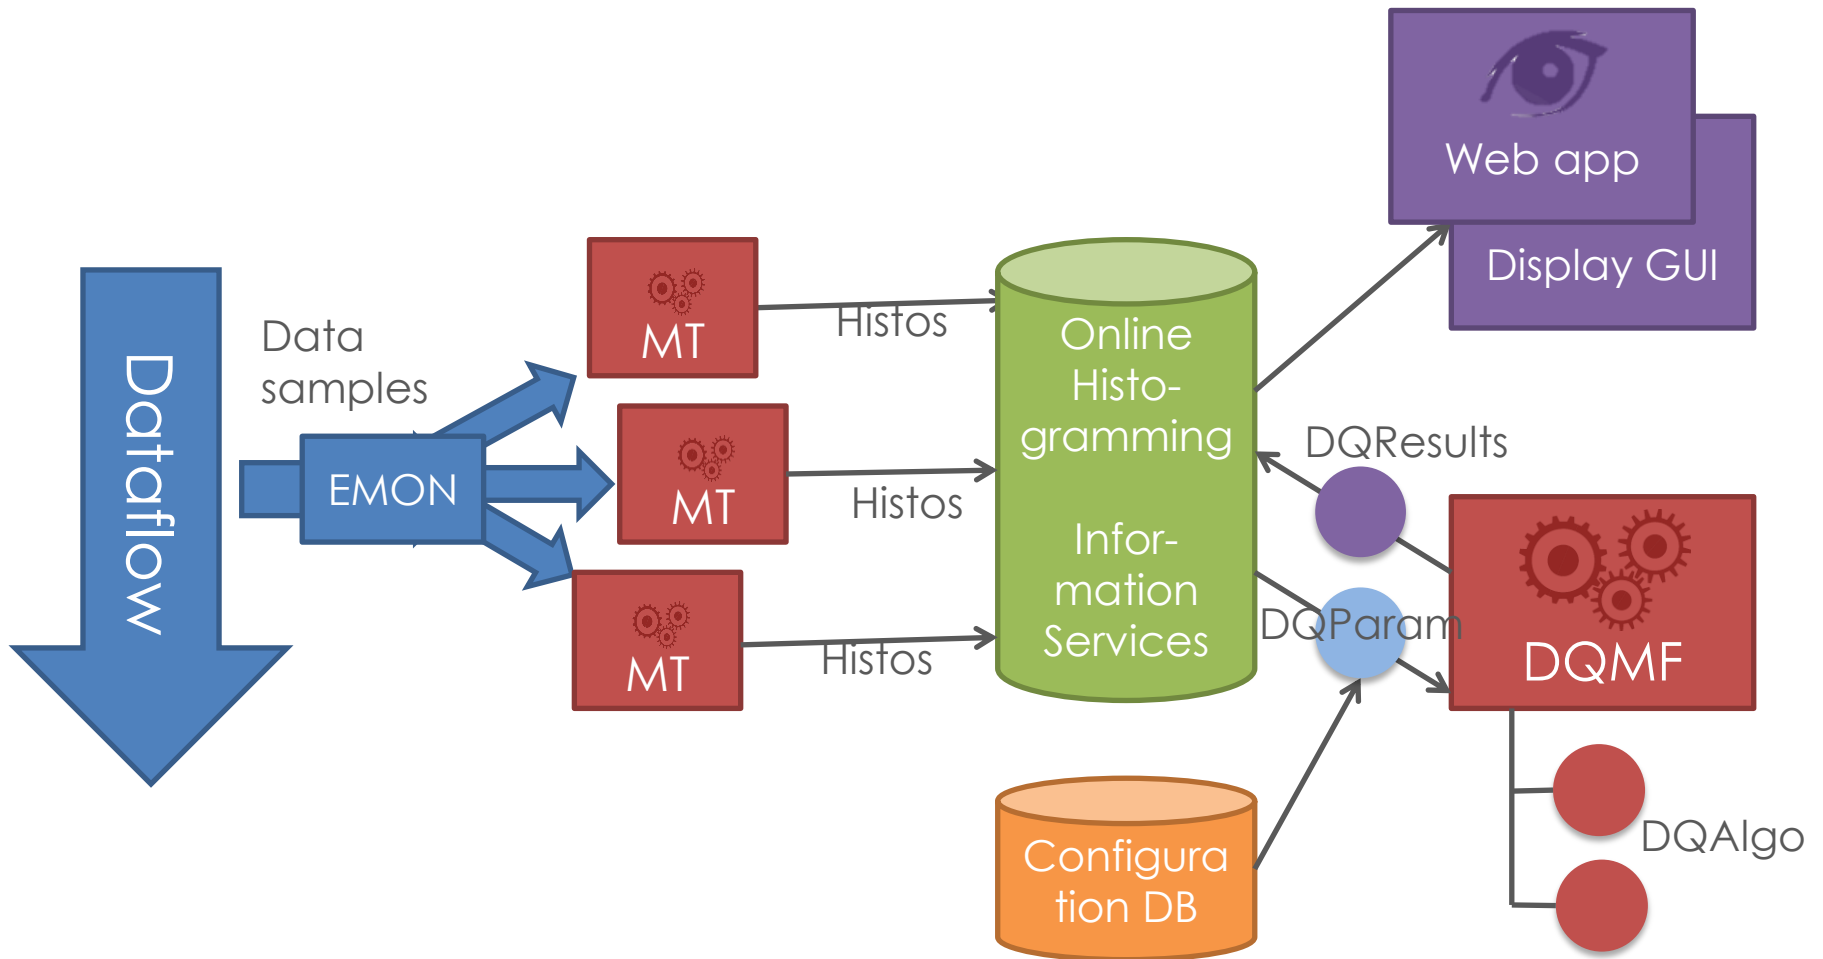 Dataflow
Data
samples
EMON
MT
MT
MT
Histos
Histos
Histos
Online
Histo-
gramming
Infor-
mation
Services
Configura
tion DB
Web app
Display GUI
DQResults
DQParam
DQMF
DQAlgo